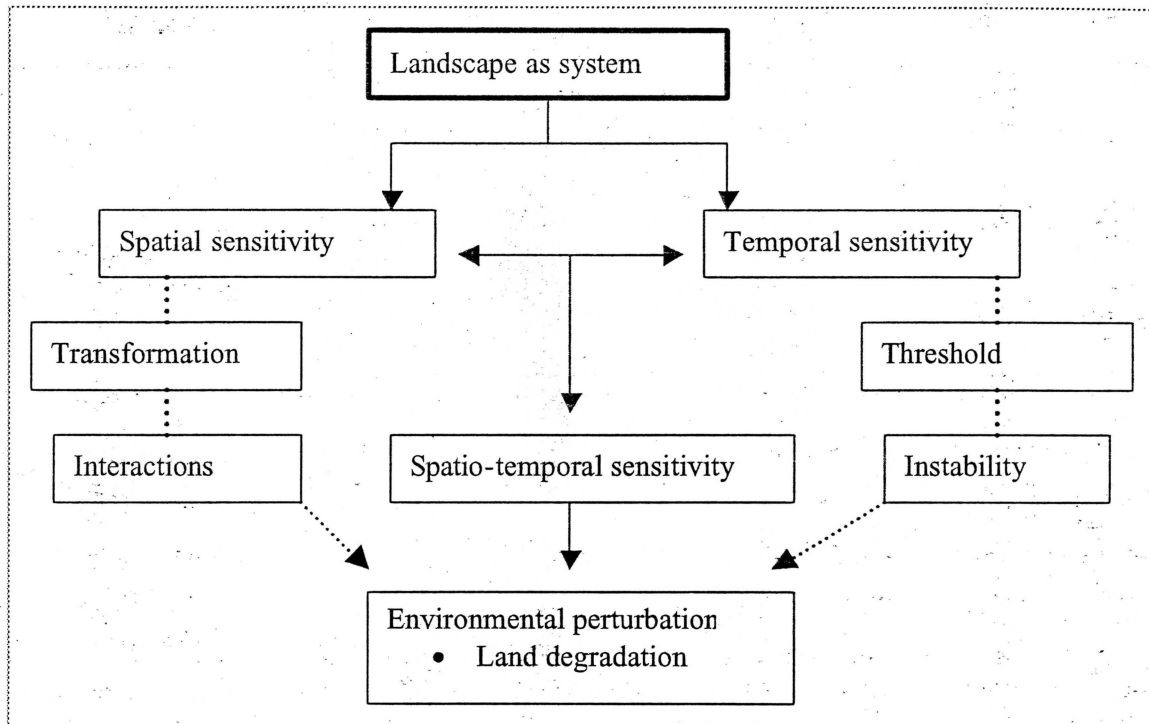 Landscape as system
Spatial sensitivity
Temporal sensitivity
Transformation
Threshold
Interactions
Spatio-temporal sensitivity
Instability
Environmental perturbation
• Land degradation